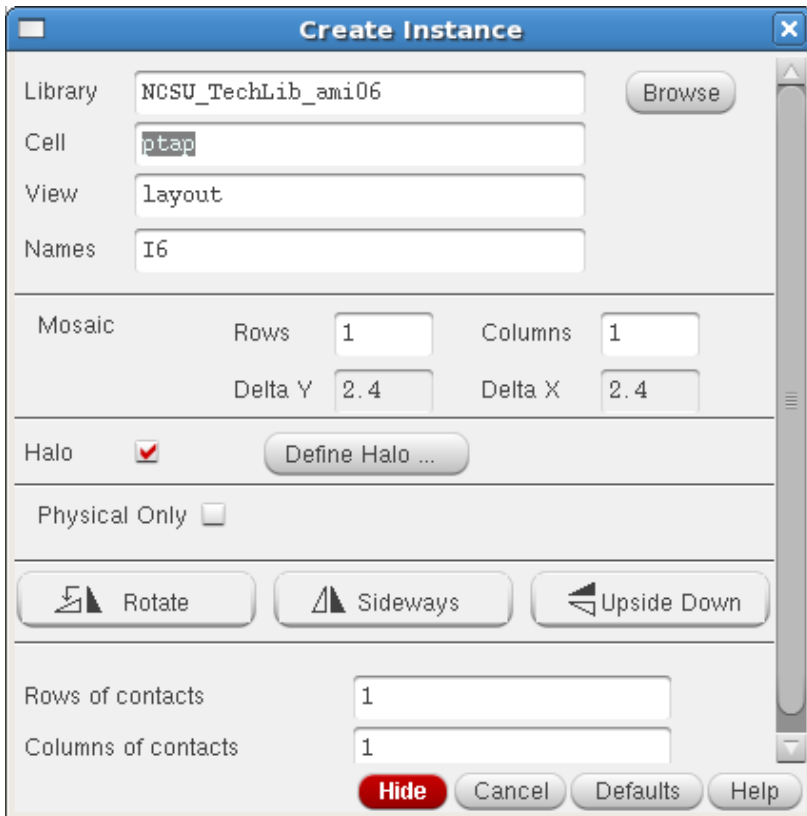 Create Instance
Library NCSU_TechLib_ami06 Browse
Cell ptap
View layout
Names I6
Mosaic Rows 1 Columns 1
Delta Y 2.4 Delta X 2.4
Halo Define Halo ...
Physical Only
Rotate Sideways Upside Down
Rows of contacts 1
Columns of contacts 1
Hide Cancel Defaults Help